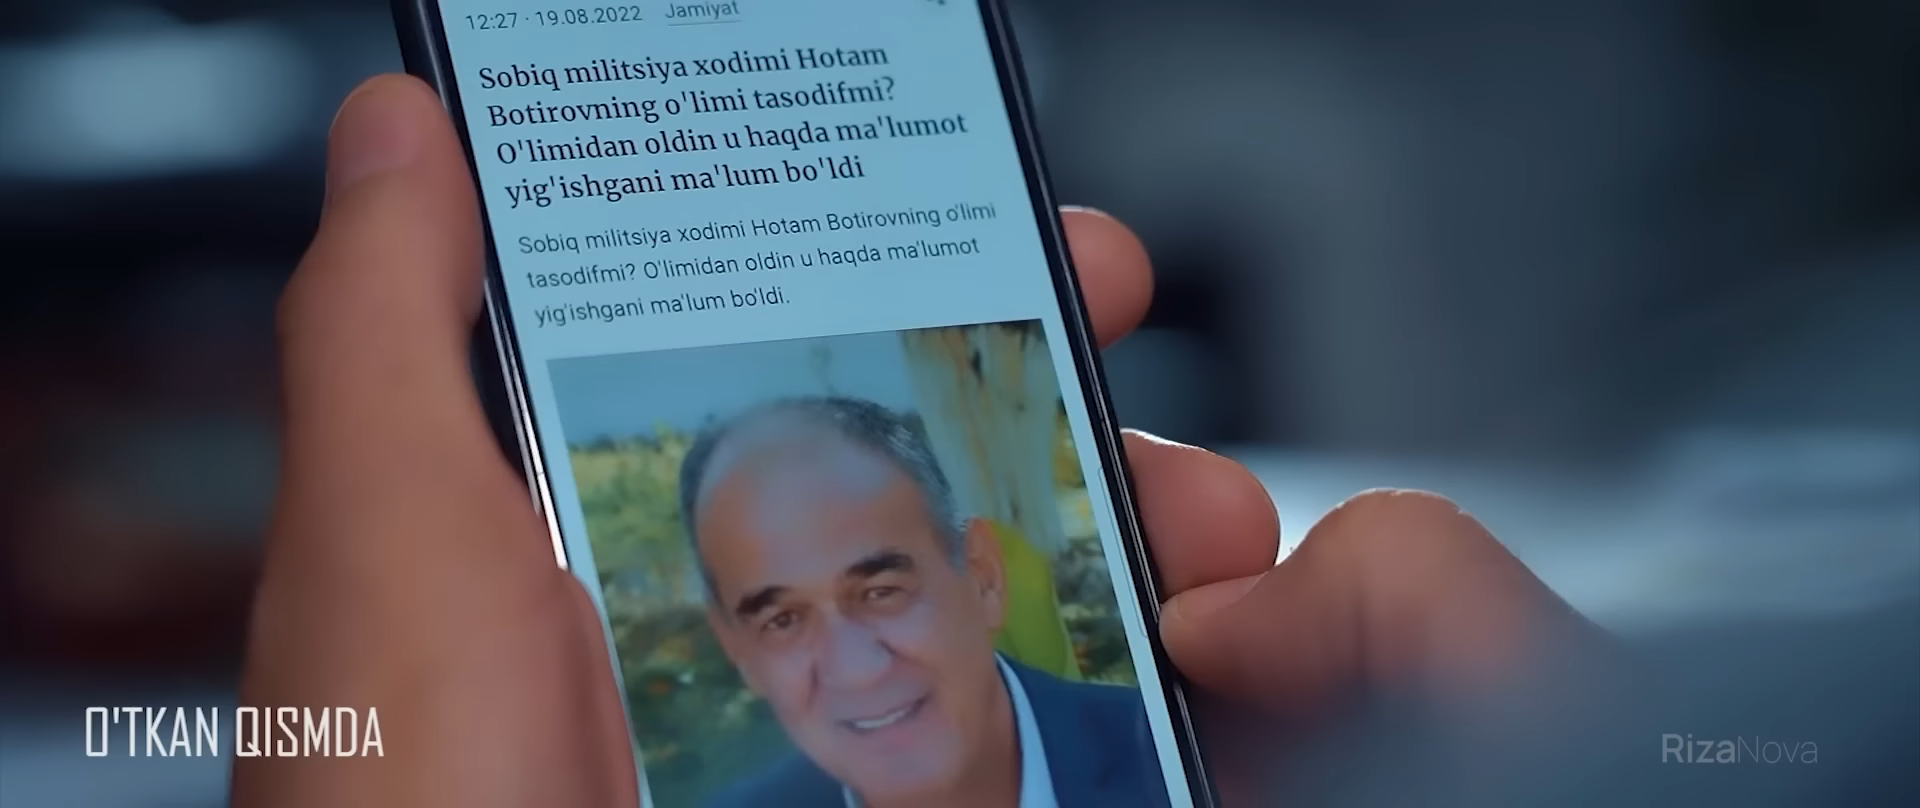 12:27 · 19.08.2022 Jamiyat
Sobiq militsiya xodimi Hotam
Botirovning o'limi tasodifmi?
O'limidan oldin u haqda ma'lumot
yig'ishgani ma'lum bo'ldi
Sobiq militsiya xodimi Hotam Botirovning o'limi
tasodifmi? O'limidan oldin u haqda ma'lumot
yig'ishgani ma'lum bo'ldi.
O'TKAN QISMDA
RizaNova